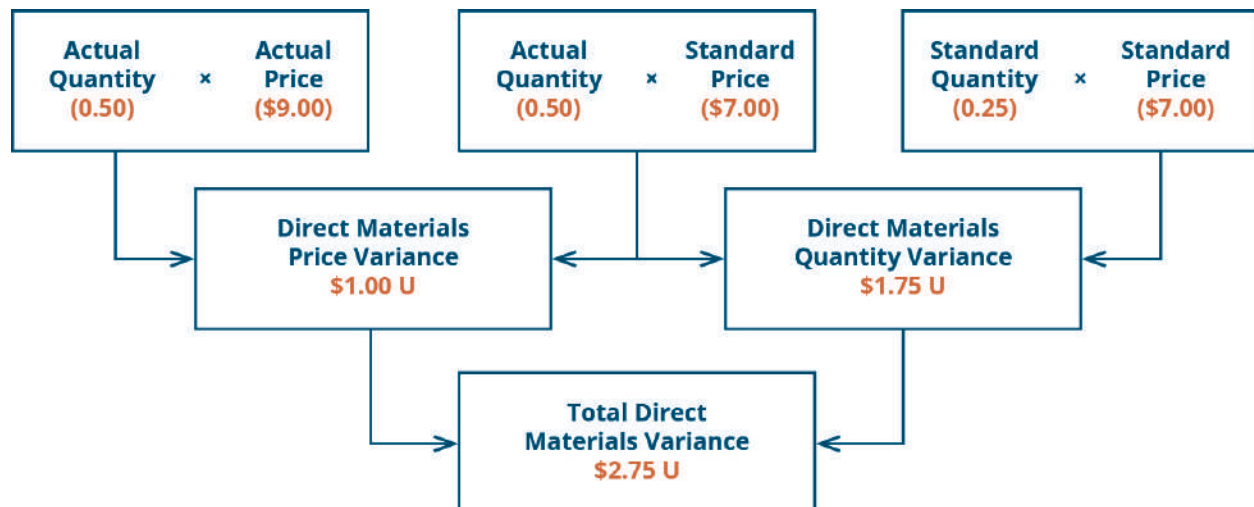 Actual Quantity (0.50) × Actual Price ($9.00)
Actual Quantity (0.50) × Standard Price ($7.00)
Standard Quantity (0.25) × Standard Price ($7.00)
Direct Materials
Price Variance
$1.00 U
Direct Materials
Quantity Variance
$1.75 U
Total Direct
Materials Variance
$2.75 U